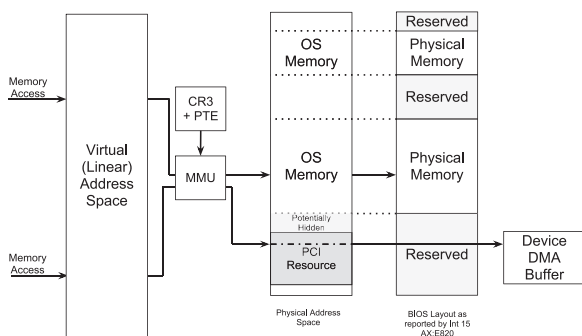 Memory
Access
Memory
Access
Virtual
(Linear)
Address
Space
CR3
+ PTE
MMU
OS
Memory
OS
Memory
Potentially
Hidden
PCI
Resource
Physical Address
Space
Reserved
Physical
Memory
Reserved
Physical
Memory
Reserved
BIOS Layout as
reported by Int 15
AX:E820
Device
DMA
Buffer